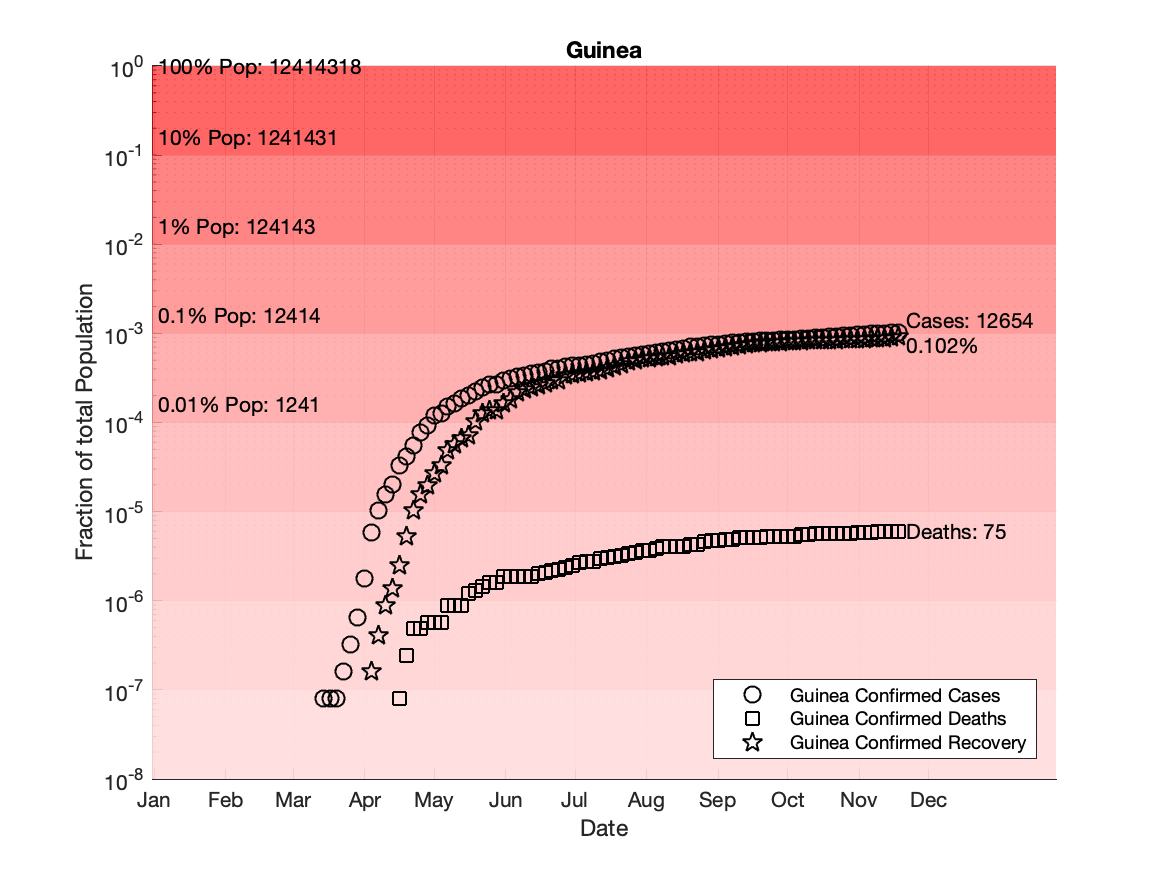 Guinea
Fraction of total Population
10^0
10^-1
10^-2
10^-3
10^-4
10^-5
10^-6
10^-7
10^-8
100% Pop: 12414318
10% Pop: 1241431
1% Pop: 124143
0.1% Pop: 12414
0.01% Pop: 1241
Cases: 12654
0.102%
Deaths: 75
Guinea Confirmed Cases
Guinea Confirmed Deaths
Guinea Confirmed Recovery
Jan Feb Mar Apr May Jun Jul Aug Sep Oct Nov Dec
Date